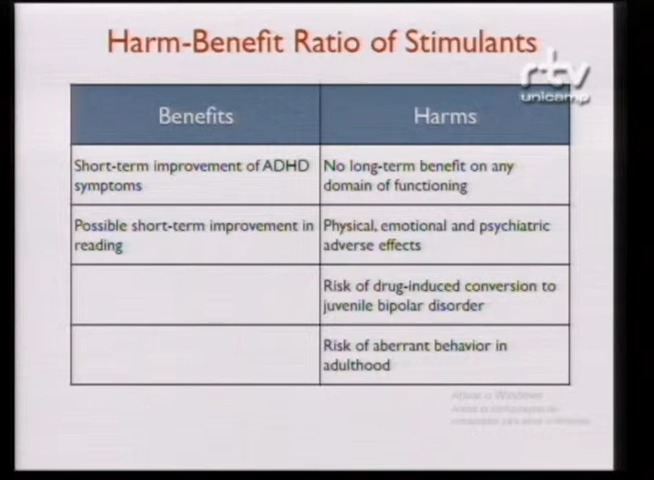 Harm-Benefit Ratio of Stimulants
rtv
unicamp
Benefits
Harms
Short-term improvement of ADHD
symptoms
No long-term benefit on any
domain of functioning
Possible short-term improvement in
reading
Physical, emotional and psychiatric
adverse effects
Risk of drug-induced conversion to
juvenile bipolar disorder
Risk of aberrant behavior in
adulthood
Ativar o Windows